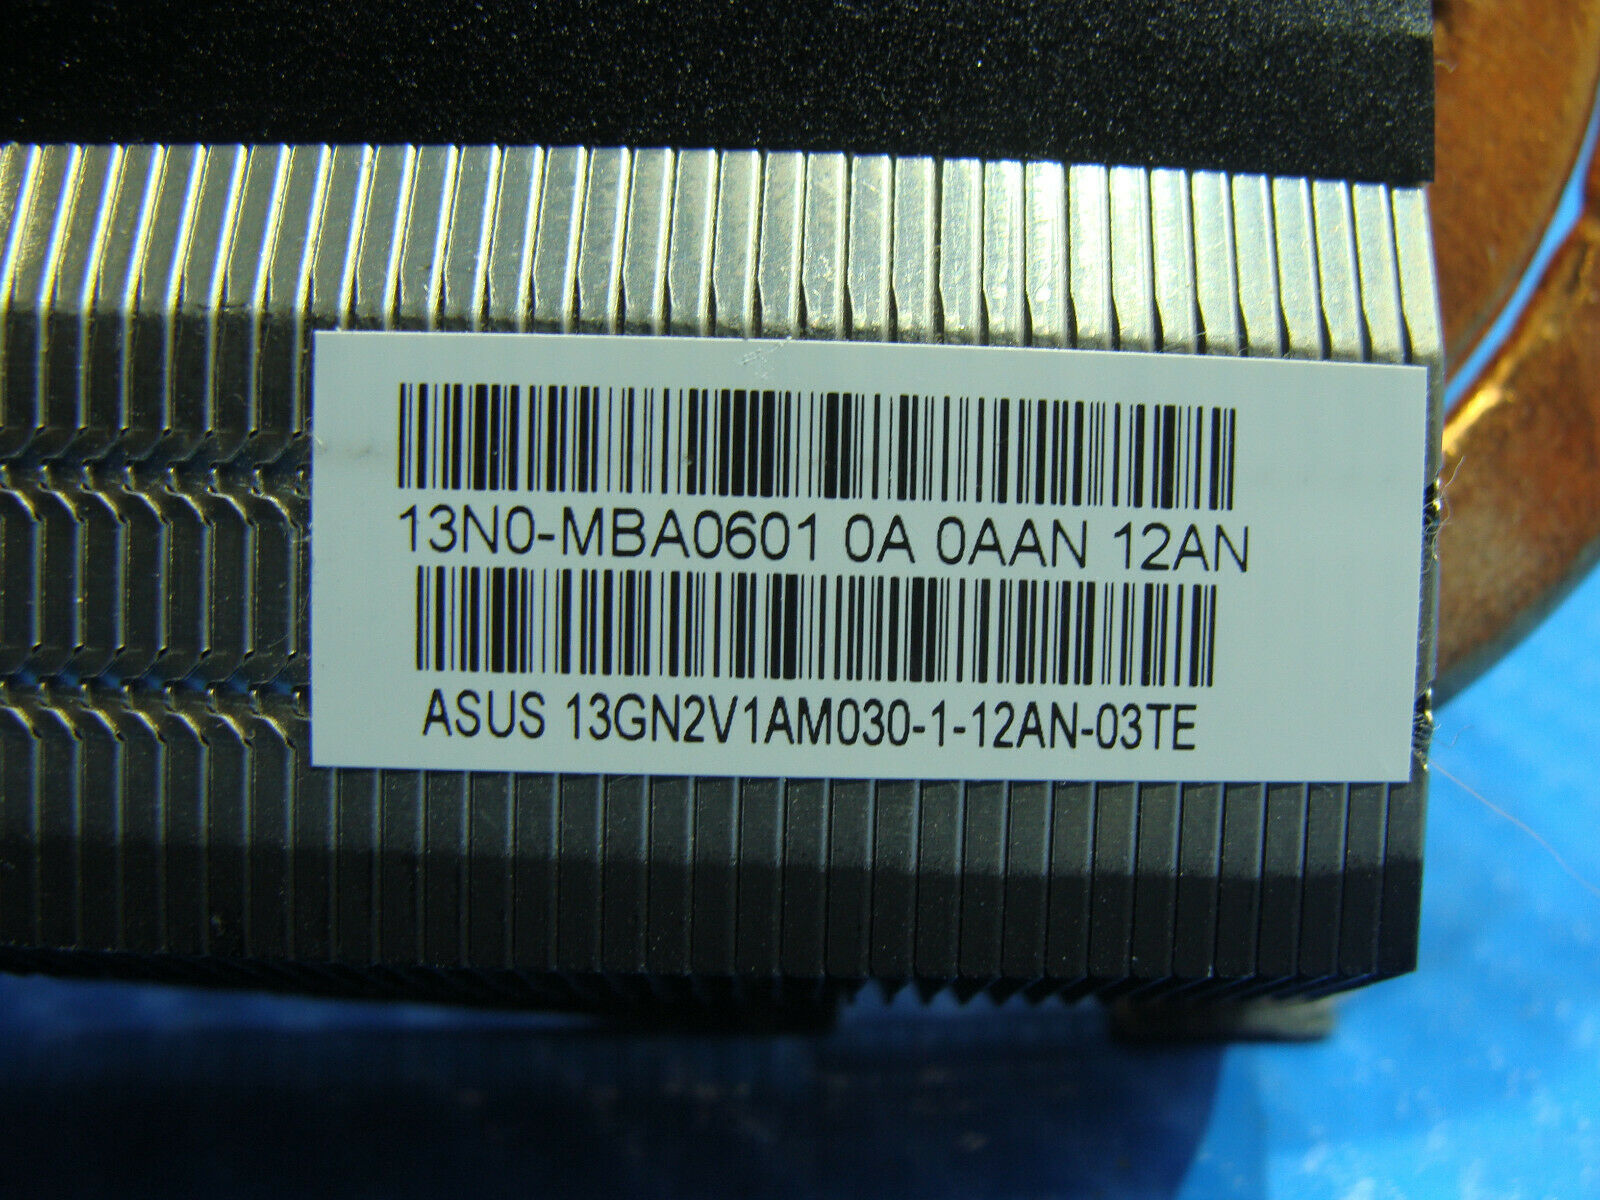 13N0-MBA0601 0A 0AAN 12AN
ASUS 13GN2V1AM030-1-12AN-03TE